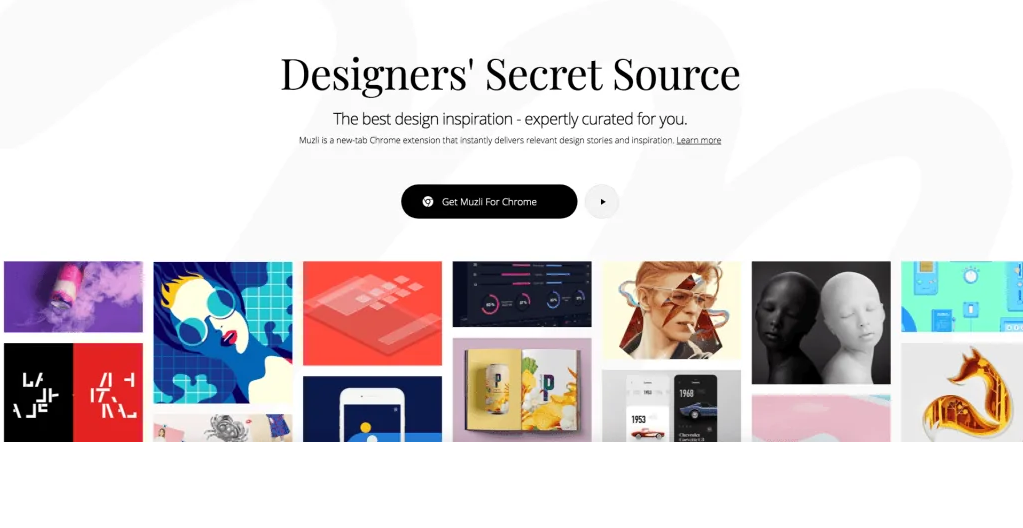 Designers' Secret Source
The best design inspiration - expertly curated for you.
Muzli is a new-tab Chrome extension that instantly delivers relevant design stories and inspiration. Learn more
Get Muzli For Chrome
1953
1968